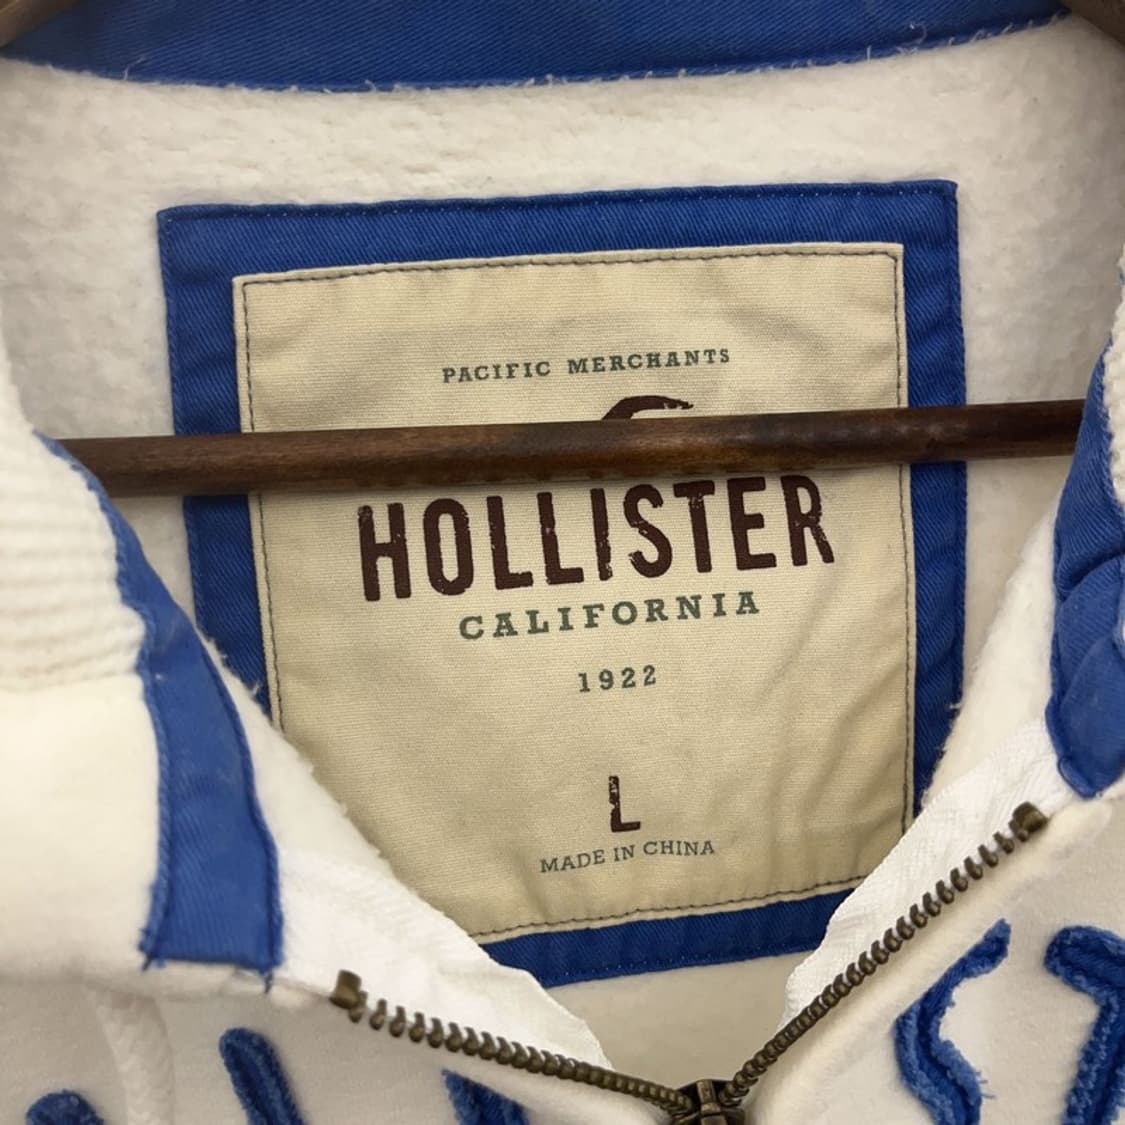 PACIFIC MERCHANTS
HOLLISTER
CALIFORNIA
1922
L
MADE IN CHINA